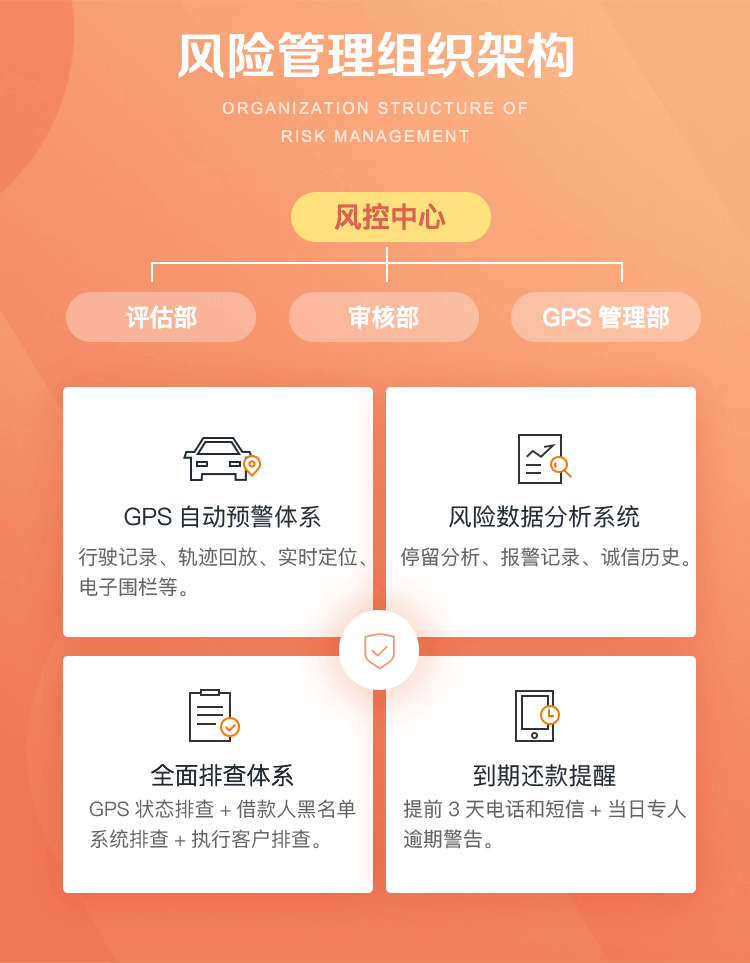 风险管理组织架构
ORGANIZATION STRUCTURE OF
RISK MANAGEMENT
风控中心
评估部
审核部
GPS 管理部
GPS 自动预警体系
行驶记录、轨迹回放、实时定位、
电子围栏等。
风险数据分析系统
停留分析、报警记录、诚信历史。
全面排查体系
GPS 状态排查 + 借款人黑名单
系统排查 + 执行客户排查。
到期还款提醒
提前 3 天电话和短信 + 当日专人
逾期警告。